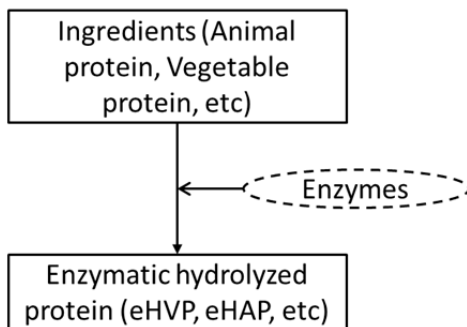 Ingredients (Animal
protein, Vegetable
protein, etc)
Enzymes
Enzymatic hydrolyzed
protein (eHVP, eHAP, etc)